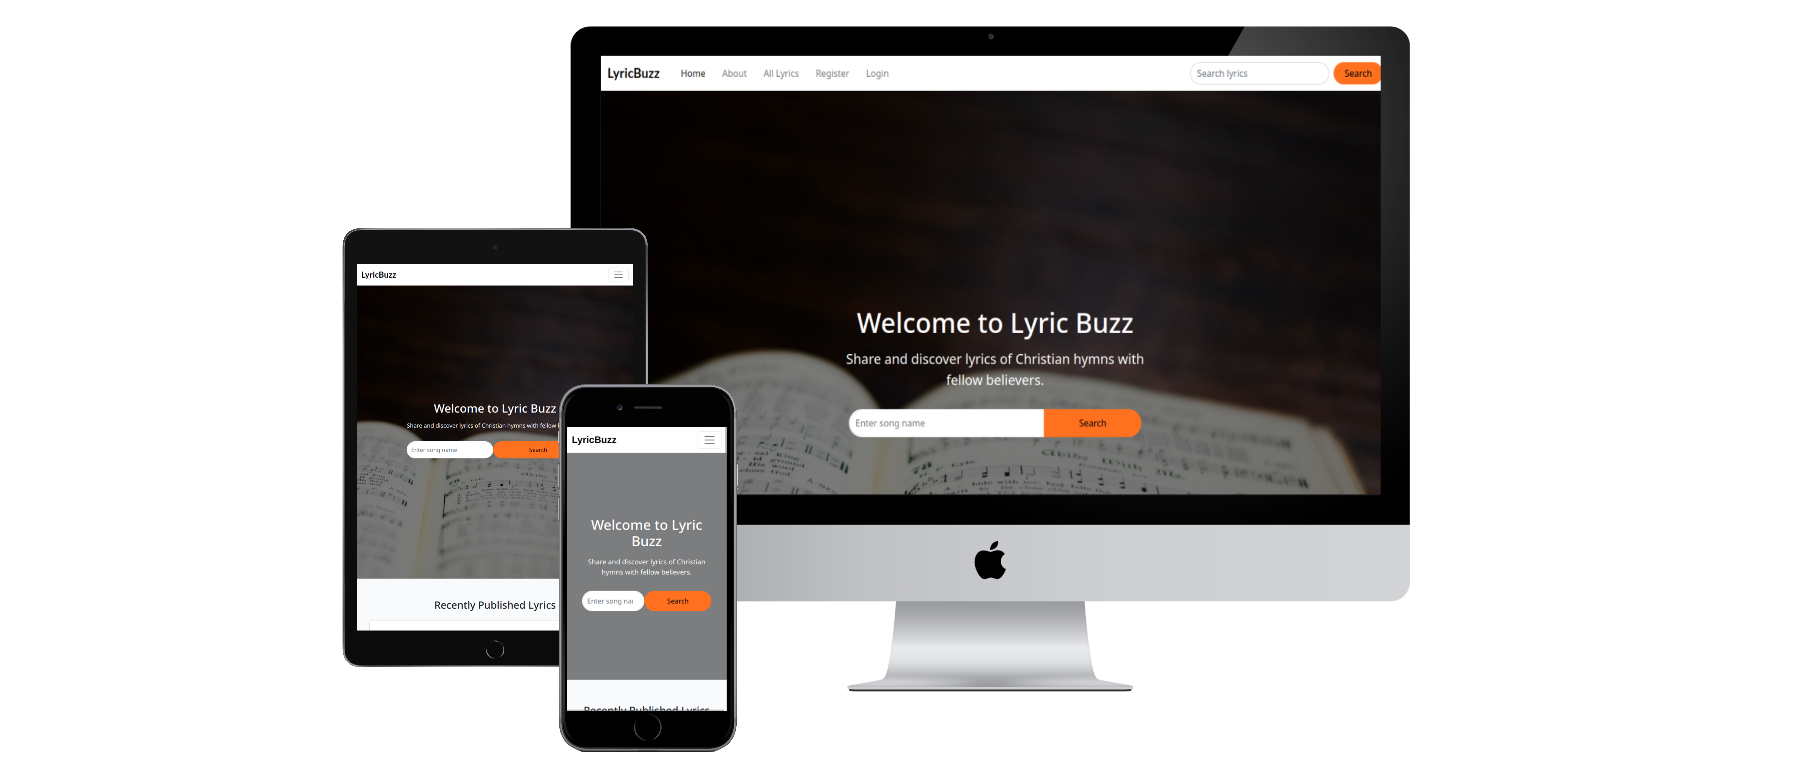 LyricBuzz Home About All Lyrics Register Login Search lyrics Search
Welcome to Lyric Buzz
Share and discover lyrics of Christian hymns with
fellow believers.
Enter song name Search
Abide With Me.
LyricBuzz
Welcome to Lyric Buzz
Share and discover lyrics of Christian hymns with fellow
Enter song name Search
Recently Published Lyrics
LyricBuzz
Welcome to Lyric
Buzz
Share and discover lyrics of Christian
hymns with fellow believers.
Enter song nar Search
Recently Published Lyrics